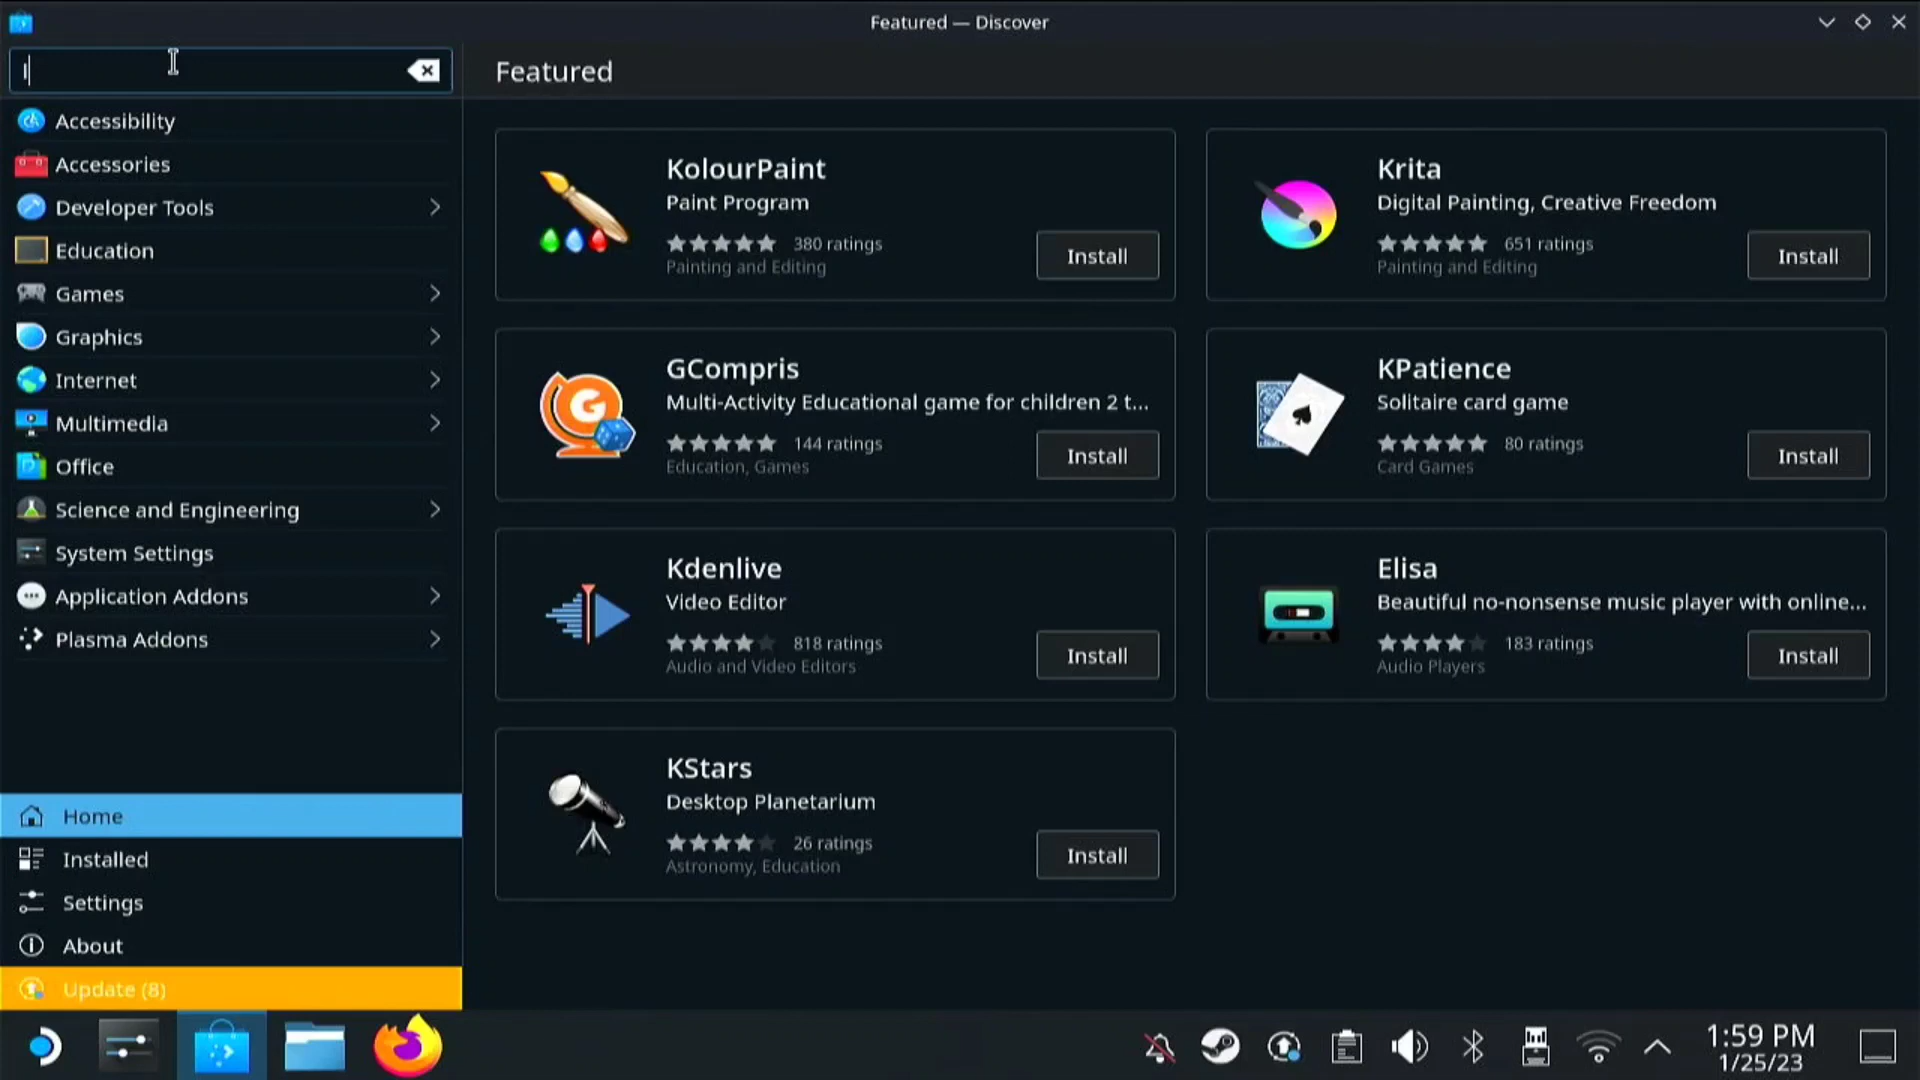 Featured — Discover
Featured
Accessibility
Accessories
Developer Tools
Education
Games
Graphics
Internet
Multimedia
Office
Science and Engineering
System Settings
Application Addons
Plasma Addons
Home
Installed
Settings
About
Update (8)
KolourPaint
Paint Program
380 ratings
Painting and Editing
Install
Krita
Digital Painting, Creative Freedom
651 ratings
Painting and Editing
Install
GCompris
Multi-Activity Educational game for children 2 t...
144 ratings
Education, Games
Install
KPatience
Solitaire card game
80 ratings
Card Games
Install
Kdenlive
Video Editor
818 ratings
Audio and Video Editors
Install
Elisa
Beautiful no-nonsense music player with online...
183 ratings
Audio Players
Install
KStars
Desktop Planetarium
26 ratings
Astronomy, Education
Install
1:59 PM
1/25/23